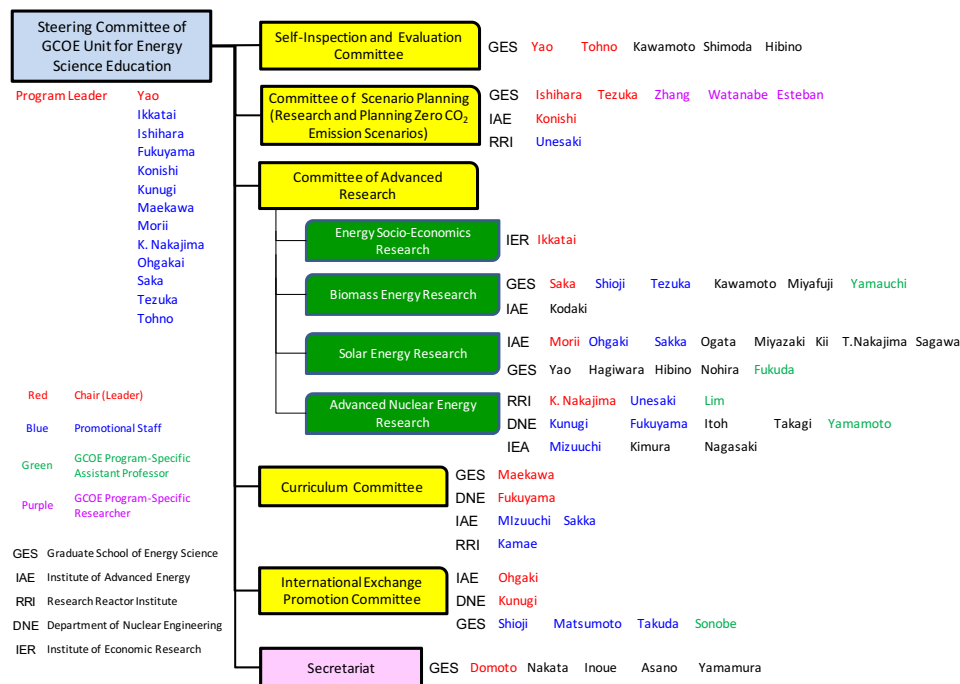 Steering Committee of
GCOE Unit for Energy
Science Education
Program Leader Yao
Ikkatai
Ishihara
Fukuyama
Konishi
Kunugi
Maekawa
Morii
K. Nakajima
Ohgakai
Saka
Tezuka
Tohno
Red Chair (Leader)
Blue Promotional Staff
Green GCOE Program-Specific
Assistant Professor
Purple GCOE Program-Specific
Researcher
GES Graduate School of Energy Science
IAE Institute of Advanced Energy
RRI Research Reactor Institute
DNE Department of Nuclear Engineering
IER Institute of Economic Research
Self-Inspection and Evaluation
Committee
GES Yao Tohno Kawamoto Shimoda Hibino
Committee of Scenario Planning
(Research and Planning Zero CO₂
Emission Scenarios)
GES Ishihara Tezuka Zhang Watanabe Esteban
IAE Konishi
RRI Unesaki
Committee of Advanced
Research
Energy Socio-Economics
Research
IER Ikkatai
Biomass Energy Research
GES Saka Shioji Tezuka Kawamoto Miyafuji Yamauchi
IAE Kodaki
Solar Energy Research
IAE Morii Ohgaki Sakka Ogata Miyazaki Kii T.Nakajima Sagawa
GES Yao Hagiwara Hibino Nohira Fukuda
Advanced Nuclear Energy
Research
RRI K. Nakajima Unesaki Lim
DNE Kunugi Fukuyama Itoh Takagi Yamamoto
IEA Mizuuchi Kimura Nagasaki
Curriculum Committee
GES Maekawa
DNE Fukuyama
IAE MIzuuchi Sakka
RRI Kamae
International Exchange
Promotion Committee
IAE Ohgaki
DNE Kunugi
GES Shioji Matsumoto Takuda Sonobe
Secretariat
GES Domoto Nakata Inoue Asano Yamamura